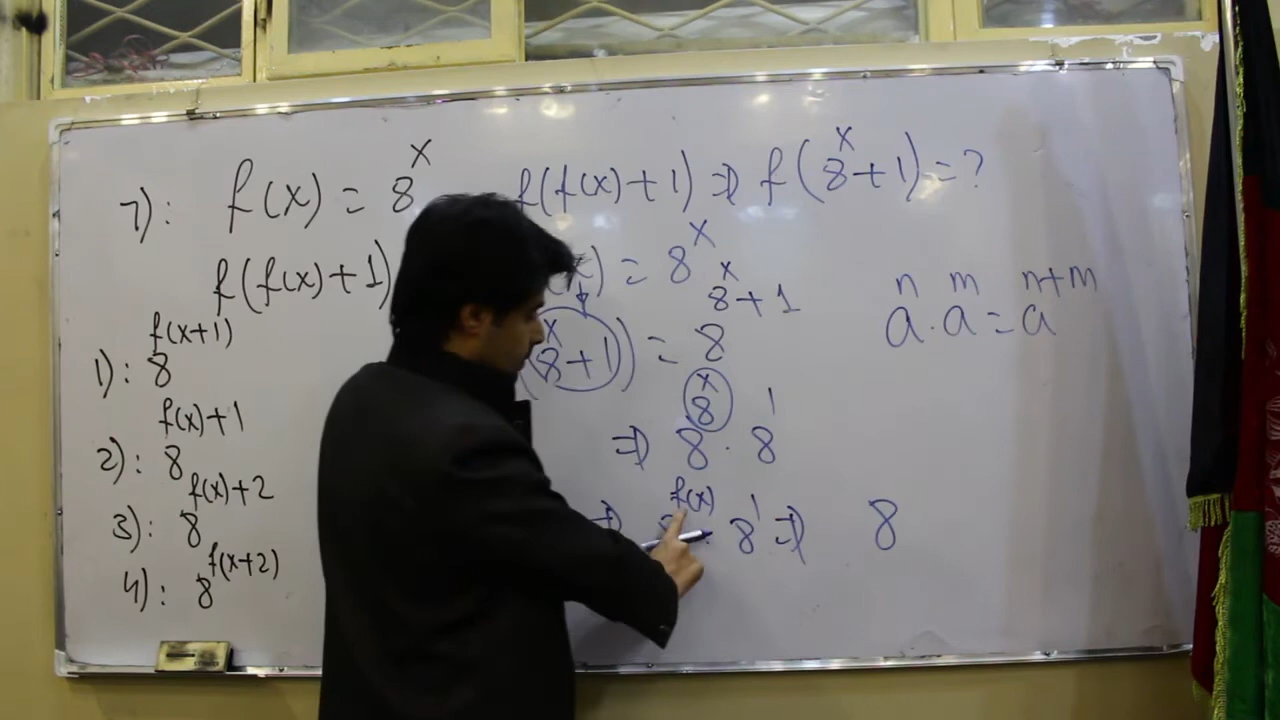 7): f(x) = 8^x
f(f(x)+1)
1): 8^f(x+1)
2): 8^f(x)+1
3): 8^f(x)+2
4): 8^f(x+2)
f(f(x)+1) ⇒ f(8^x+1) = ?
) = 8^x
(8^x+1)) = 8^8^x+1
⇒ 8^8^x · 8^1
⇒ f(x) 8^1 ⇒ 8
a^n · a^m = a^n+m